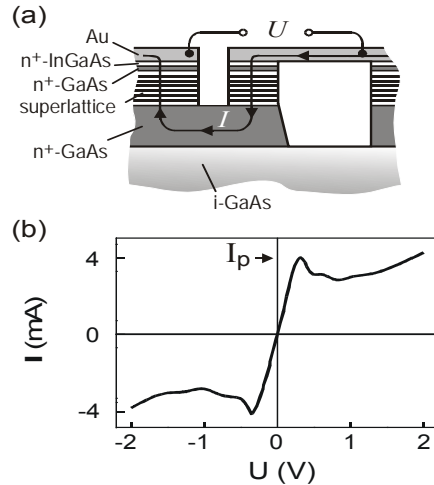 (a)
U
Au
n⁺-InGaAs
n⁺-GaAs
superlattice
I
n⁺-GaAs
i-GaAs
(b)
4
Iₚ
I (mA)
0
-4
-2 -1 0 1 2
U (V)